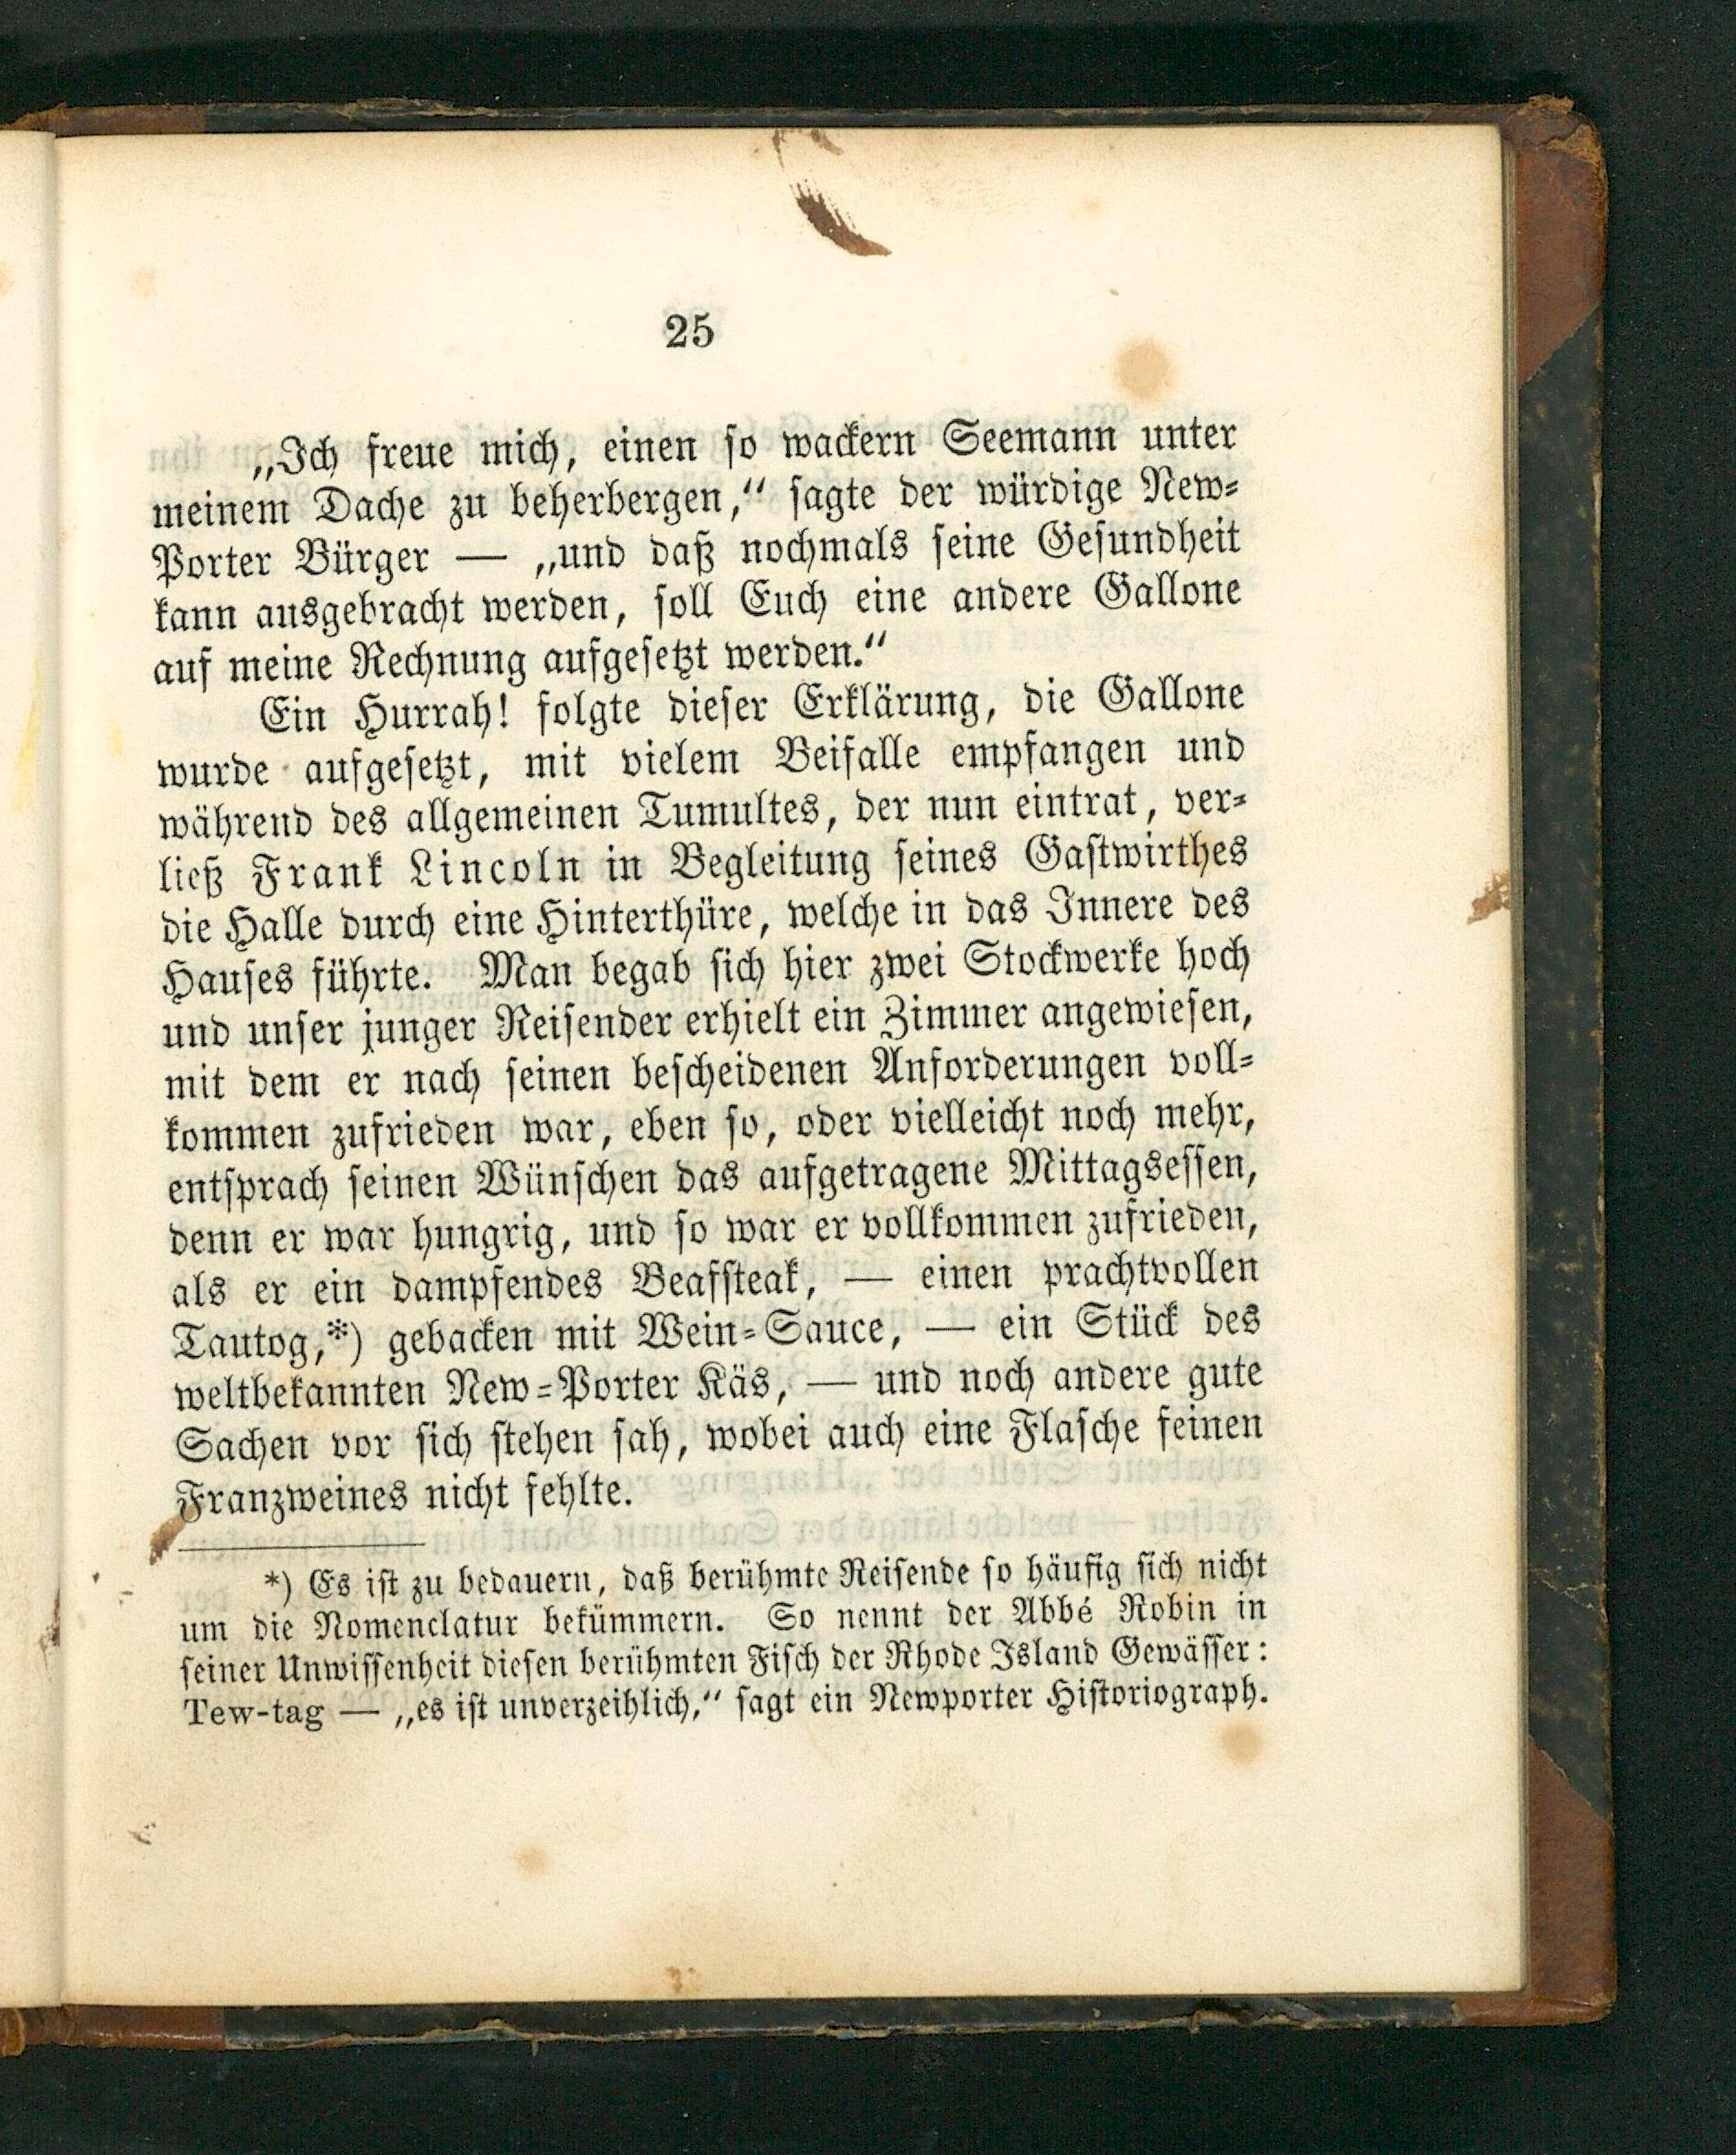 25
„Ich freue mich, einen so wackern Seemann unter
meinem Dache zu beherbergen,“ sagte der würdige New-
Porter Bürger — „und daß nochmals seine Gesundheit
kann ausgebracht werden, soll Euch eine andere Gallone
auf meine Rechnung aufgesetzt werden.“
Ein Hurrah! folgte dieser Erklärung, die Gallone
wurde aufgesetzt, mit vielem Beifalle empfangen und
während des allgemeinen Tumultes, der nun eintrat, ver-
ließ Frank Lincoln in Begleitung seines Gastwirthes
die Halle durch eine Hinterthüre, welche in das Innere des
Hauses führte. Man begab sich hier zwei Stockwerke hoch
und unser junger Reisender erhielt ein Zimmer angewiesen,
mit dem er nach seinen bescheidenen Anforderungen voll-
kommen zufrieden war, eben so, oder vielleicht noch mehr,
entsprach seinen Wünschen das aufgetragene Mittagsessen,
denn er war hungrig, und so war er vollkommen zufrieden,
als er ein dampfendes Beafsteak, — einen prachtvollen
Tautog,*) gebacken mit Wein-Sauce, — ein Stück des
weltbekannten New-Porter Käs, — und noch andere gute
Sachen vor sich stehen sah, wobei auch eine Flasche feinen
Franzweines nicht fehlte.
*) Es ist zu bedauern, daß berühmte Reisende so häufig sich nicht
um die Nomenclatur bekümmern. So nennt der Abbé Robin in
seiner Unwissenheit diesen berühmten Fisch der Rhode Island Gewässer:
Tew-tag — „es ist unverzeihlich,“ sagt ein Newporter Historiograph.